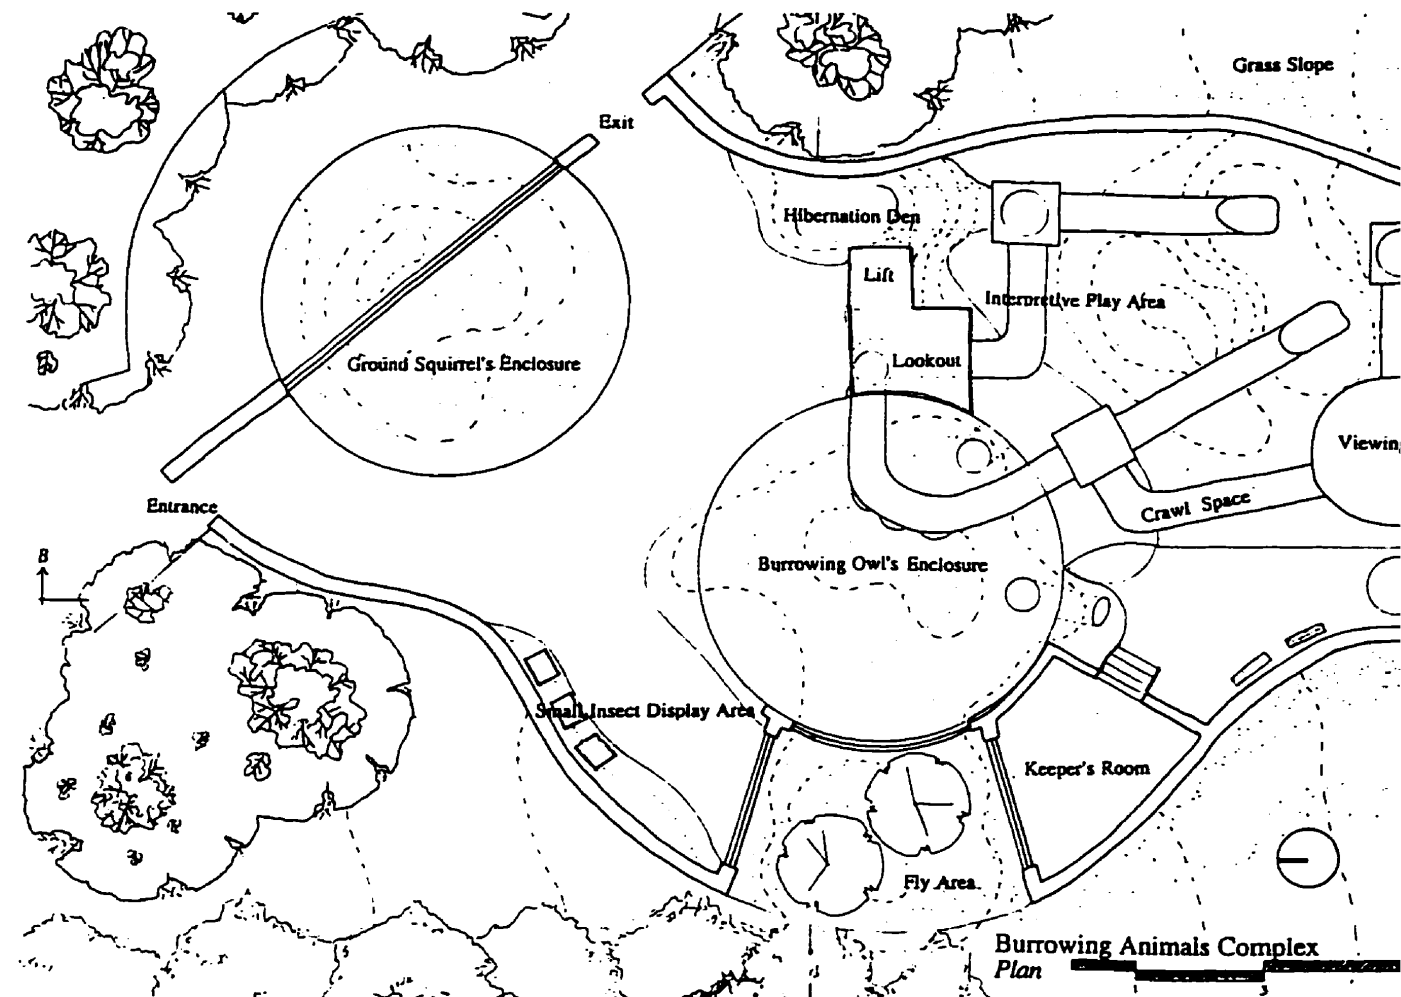 Grass Slope
Exit
Hibernation Den
Lift
Interpretive Play Area
Ground Squirrel's Enclosure
Lookout
Viewing
Entrance
Crawl Space
B
Burrowing Owl's Enclosure
Small Insect Display Area
Keeper's Room
Fly Area
Burrowing Animals Complex
Plan
3